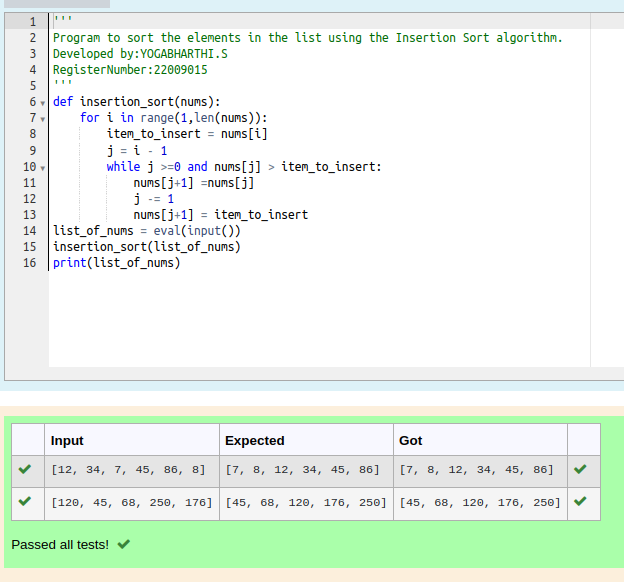 1 '''
2 Program to sort the elements in the list using the Insertion Sort algorithm.
3 Developed by:YOGABHARTHI.S
4 RegisterNumber:22009015
5 '''
6 def insertion_sort(nums):
7     for i in range(1,len(nums)):
8         item_to_insert = nums[i]
9         j = i - 1
10         while j >=0 and nums[j] > item_to_insert:
11             nums[j+1] =nums[j]
12             j -= 1
13             nums[j+1] = item_to_insert
14 list_of_nums = eval(input())
15 insertion_sort(list_of_nums)
16 print(list_of_nums)
Input Expected Got
[12, 34, 7, 45, 86, 8] [7, 8, 12, 34, 45, 86] [7, 8, 12, 34, 45, 86]
[120, 45, 68, 250, 176] [45, 68, 120, 176, 250] [45, 68, 120, 176, 250]
Passed all tests!